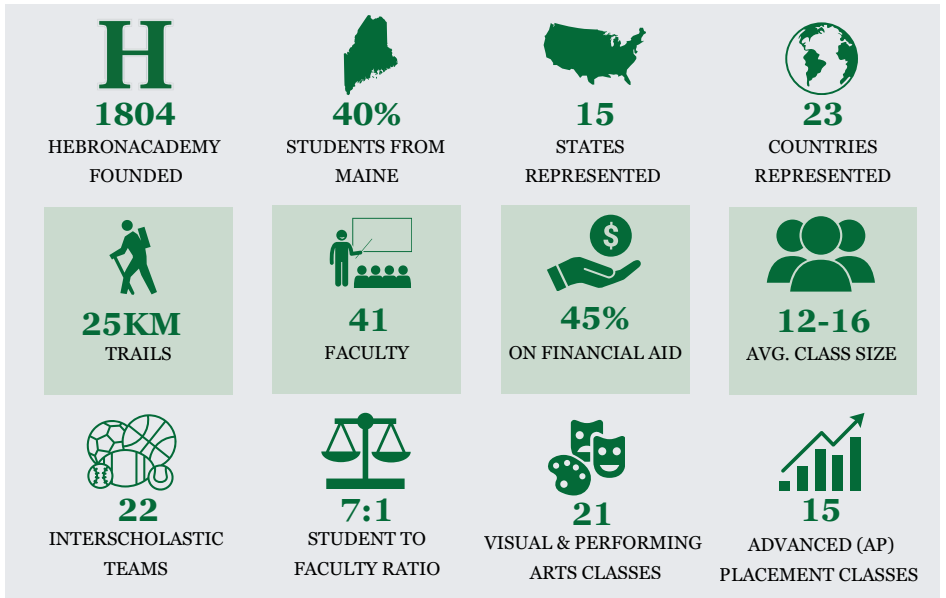 H
1804
HEBRONACADEMY
FOUNDED
40%
STUDENTS FROM
MAINE
15
STATES
REPRESENTED
23
COUNTRIES
REPRESENTED
25KM
TRAILS
41
FACULTY
$
45%
ON FINANCIAL AID
12-16
AVG. CLASS SIZE
22
INTERSCHOLASTIC
TEAMS
7:1
STUDENT TO
FACULTY RATIO
21
VISUAL & PERFORMING
ARTS CLASSES
15
ADVANCED (AP)
PLACEMENT CLASSES